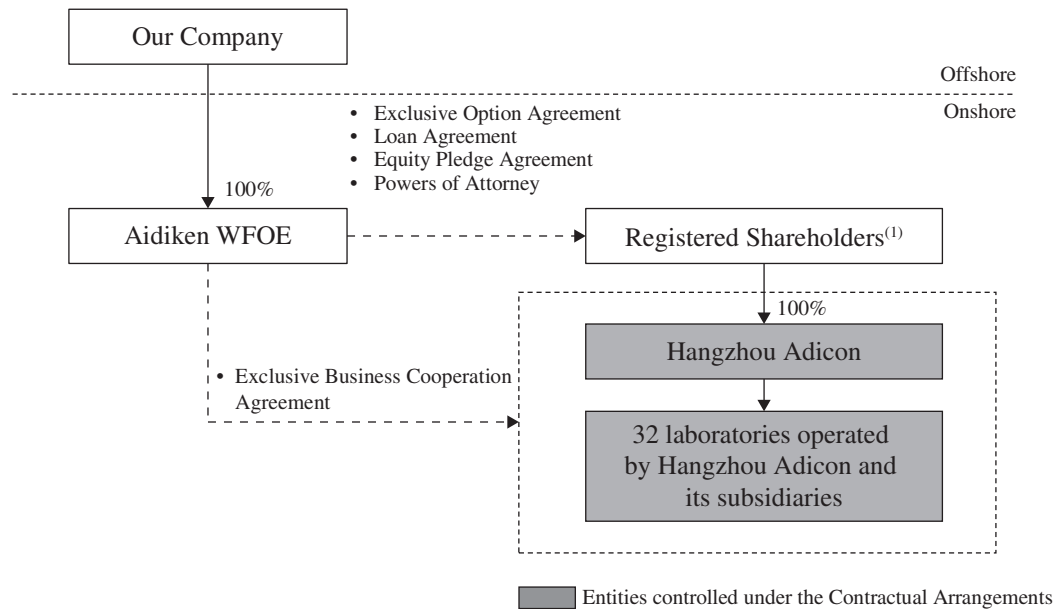 Our Company
Offshore
Onshore
• Exclusive Option Agreement
• Loan Agreement
• Equity Pledge Agreement
• Powers of Attorney
100%
Aidiken WFOE
Registered Shareholders(1)
100%
Hangzhou Adicon
• Exclusive Business Cooperation
Agreement
32 laboratories operated
by Hangzhou Adicon and
its subsidiaries
Entities controlled under the Contractual Arrangements